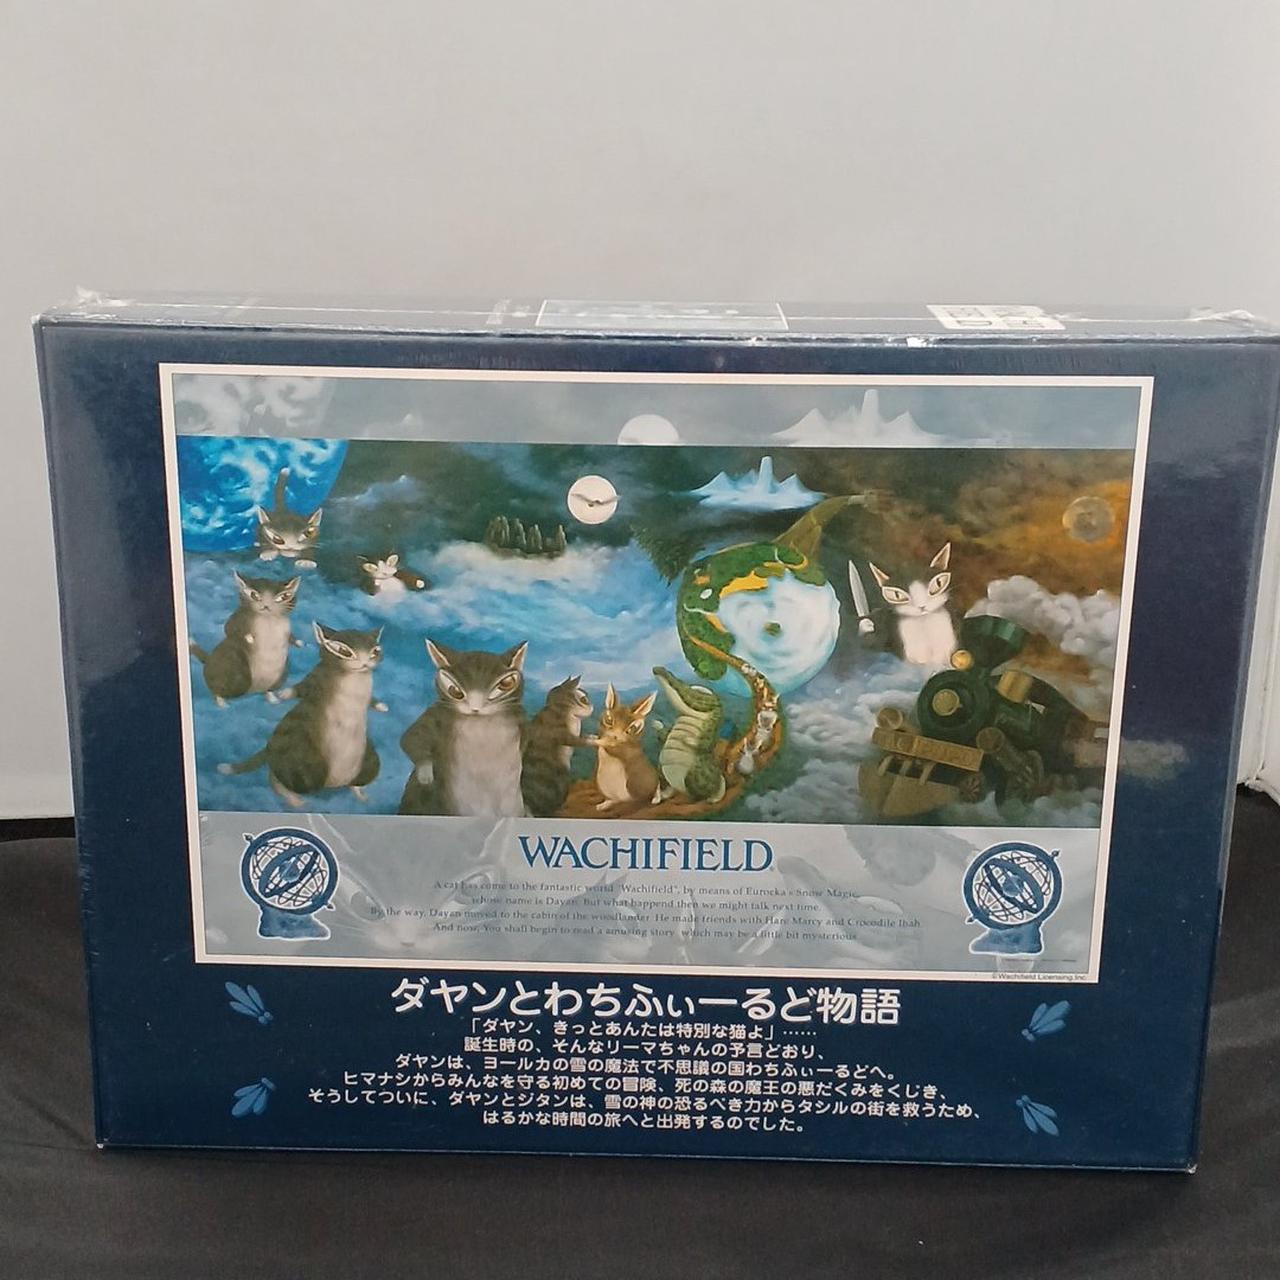 WACHIFIELD
A cat has come to the fantastic world "Wachifield", by means of Eurocka's Snow Magic,
whose name is Dayan. But what happend then we might talk next time.
By the way, Dayan moved to the cabin of the woodlander. He made friends with Hare Marcy and Crocodile Ibah.
And now, You shall begin to read a amusing story which may be a little bit mysterious.
©Wachifield Licensing,Inc.
ダヤンとわちふぃーるど物語
「ダヤン、きっとあんたは特別な猫よ」……
誕生時の、そんなリーマちゃんの予言どおり、
ダヤンは、ヨールカの雪の魔法で不思議の国わちふぃーるどへ。
ヒマナシからみんなを守る初めての冒険、死の森の魔王の悪だくみをくじき、
そうしてついに、ダヤンとジタンは、雪の神の恐るべき力からタシルの街を救うため、
はるかな時間の旅へと出発するのでした。